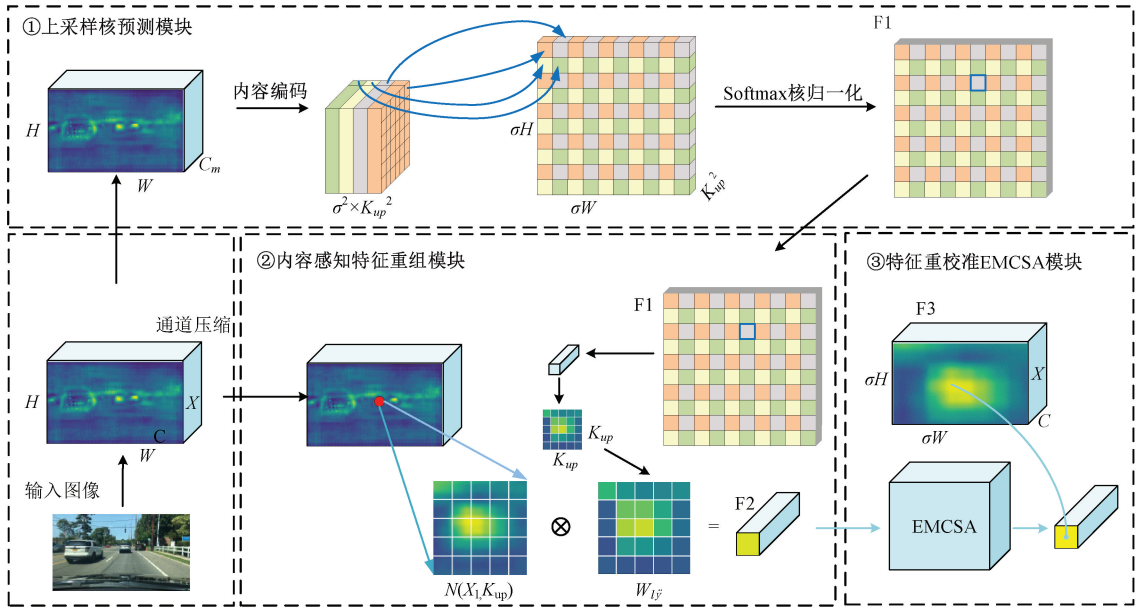 ①上采样核预测模块
H
W
C_m
内容编码
σ²×K_up²
σH
σW
K_up²
Softmax核归一化
F1
通道压缩
H
X
C
W
输入图像
②内容感知特征重组模块
F1
K_up
K_up
N(X_l,K_up)
⊗
W_lÿ
=
F2
③特征重校准EMCSA模块
F3
σH
X
C
σW
EMCSA